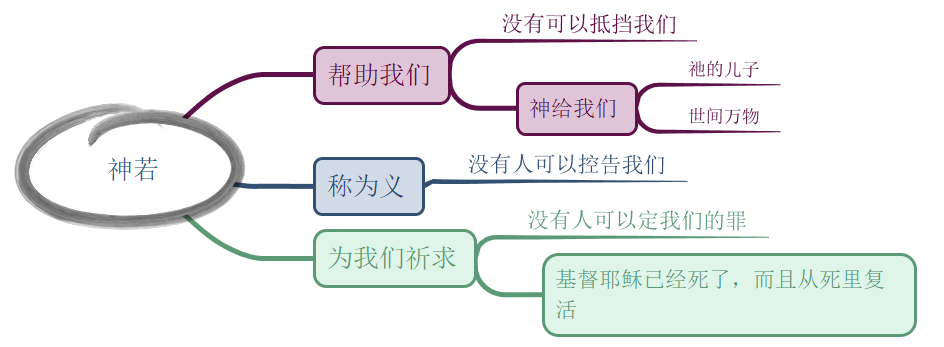 没有可以抵挡我们
帮助我们
祂的儿子
神给我们
世间万物
神若
没有人可以控告我们
称为义
没有人可以定我们的罪
为我们祈求
基督耶稣已经死了，而且从死里复
活